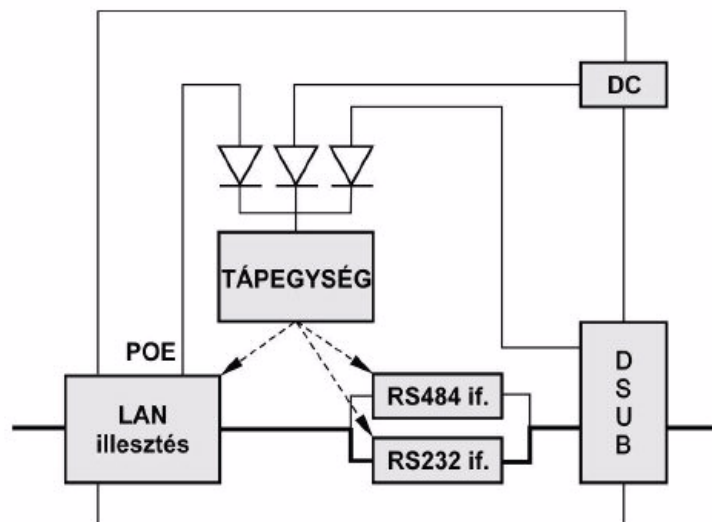 DC
TÁPEGYSÉG
POE
LAN
illesztés
RS484 if.
RS232 if.
D
S
U
B